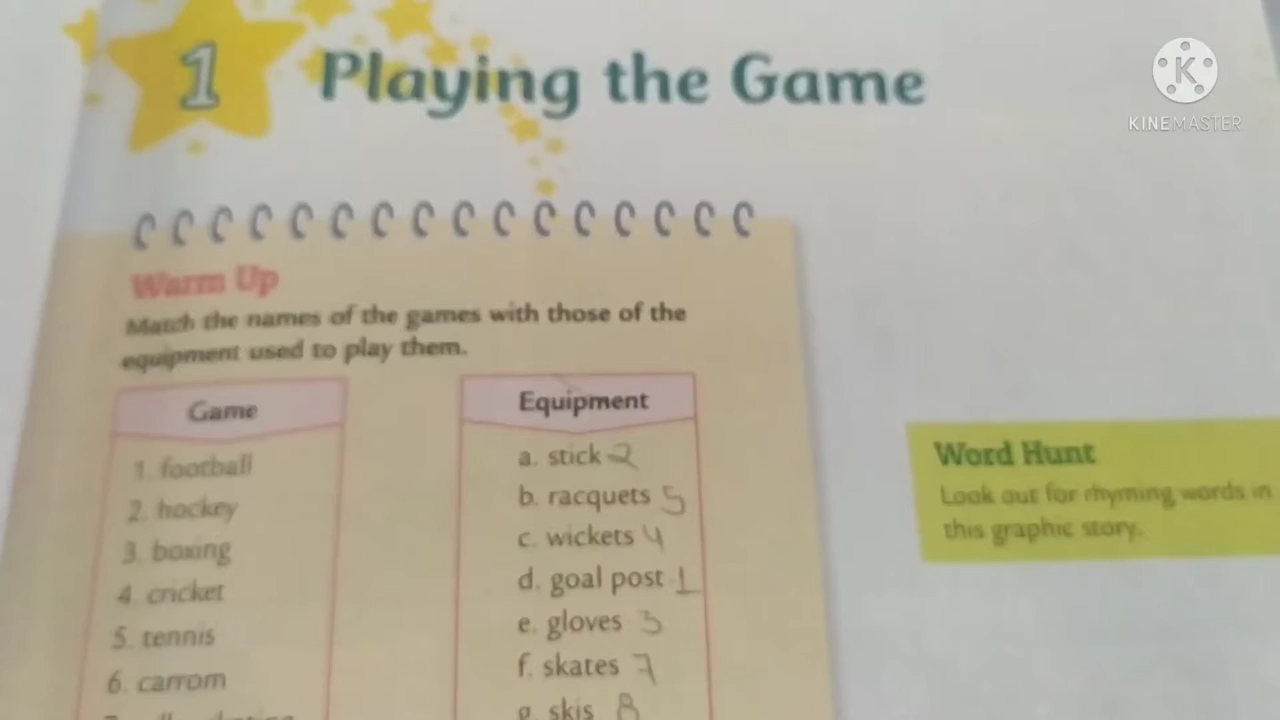 1 Playing the Game
KINEMASTER
Warm Up
Match the names of the games with those of the
equipment used to play them.
Game
1. football
2. hockey
3. boxing
4. cricket
5. tennis
6. carrom
Equipment
a. stick 2
b. racquets 5
c. wickets 4
d. goal post 1
e. gloves 3
f. skates 7
g. skis 8
Word Hunt
Look out for rhyming words in
this graphic story.